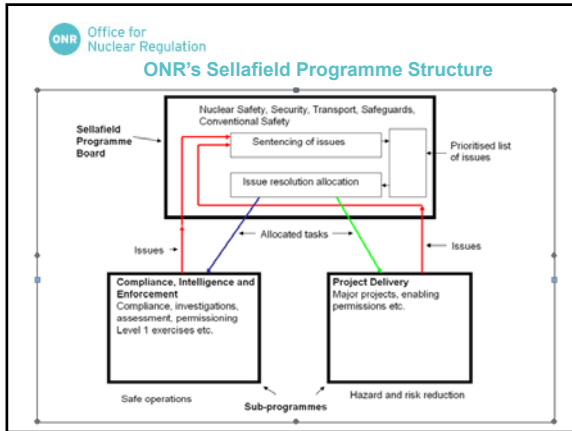 ONR
Office for
Nuclear Regulation
ONR's Sellafield Programme Structure
Sellafield
Programme
Board
Nuclear Safety, Security, Transport, Safeguards,
Conventional Safety
Sentencing of issues
Prioritised list
of issues
Issue resolution allocation
Allocated tasks
Issues
Issues
Compliance, Intelligence and
Enforcement
Compliance, investigations,
assessment, permissioning
Level 1 exercises etc.
Project Delivery
Major projects, enabling
permissions etc.
Safe operations
Sub-programmes
Hazard and risk reduction